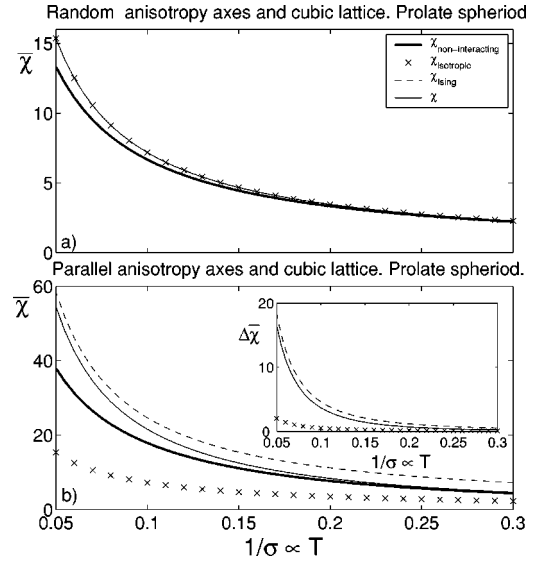 Random anisotropy axes and cubic lattice. Prolate spheriod
15
χ̅
10
5
0
a)
χnon-interacting
χIsotropic
χIsing
χ
Parallel anisotropy axes and cubic lattice. Prolate spheriod.
60
χ̅
40
20
0
b)
20
Δχ̅
10
0
0.05 0.1 0.15 0.2 0.25 0.3
1/σ ∝ T
0.05 0.1 0.15 0.2 0.25 0.3
1/σ ∝ T